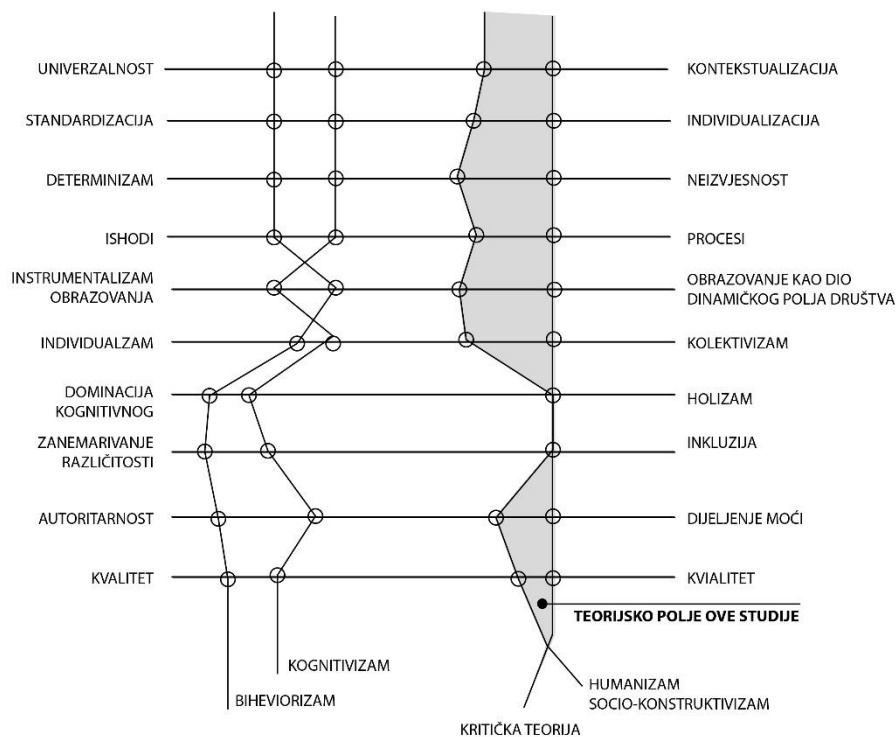 UNIVERZALNOST
KONTEKSTUALIZACIJA
STANDARDIZACIJA
INDIVIDUALIZACIJA
DETERMINIZAM
NEIZVJESNOST
ISHODI
PROCESI
INSTRUMENTALIZAM
OBRAZOVANJA
OBRAZOVANJE KAO DIO
DINAMIČKOG POLJA DRUŠTVA
INDIVIDUALZAM
KOLEKTIVIZAM
DOMINACIJA
KOGNITIVNOG
HOLIZAM
ZANEMARIVANJE
RAZLIČITOSTI
INKLUZIJA
AUTORITARNOST
DIJELJENJE MOĆI
KVALITET
KVIALITET
TEORIJSKO POLJE OVE STUDIJE
KOGNITIVIZAM
BIHEVIORIZAM
HUMANIZAM
SOCIO-KONSTRUKTIVIZAM
KRITIČKA TEORIJA